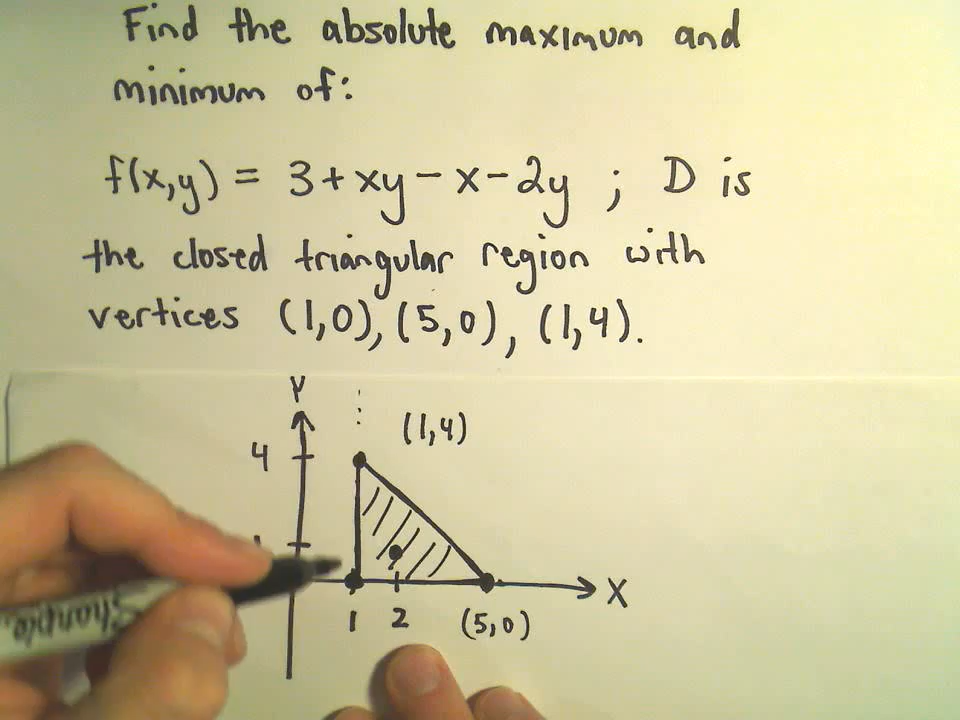 Find the absolute maximum and
minimum of:
f(x,y) = 3+xy-x-2y ; D is
the closed triangular region with
vertices (1,0),(5,0), (1,4).
Y
(1,4)
4
X
1 2 (5,0)
Sharpie